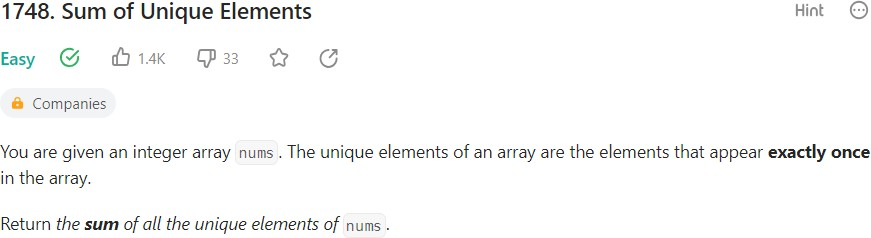 1748. Sum of Unique Elements
Hint
Easy
1.4K
33
Companies
You are given an integer array nums. The unique elements of an array are the elements that appear exactly once
in the array.
Return the sum of all the unique elements of nums.